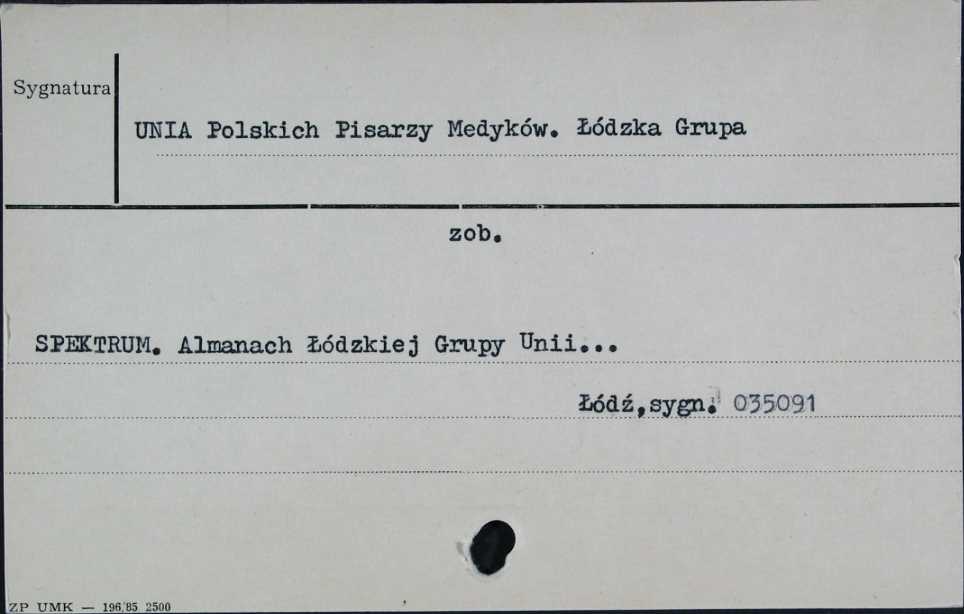 Sygnatura
UNIA Polskich Pisarzy Medyków. Łódzka Grupa
zob.
SPEKTRUM. Almanach Łódzkiej Grupy Unii...
Łódź,sygn. 035091
ZP UMK — 196/85 2500